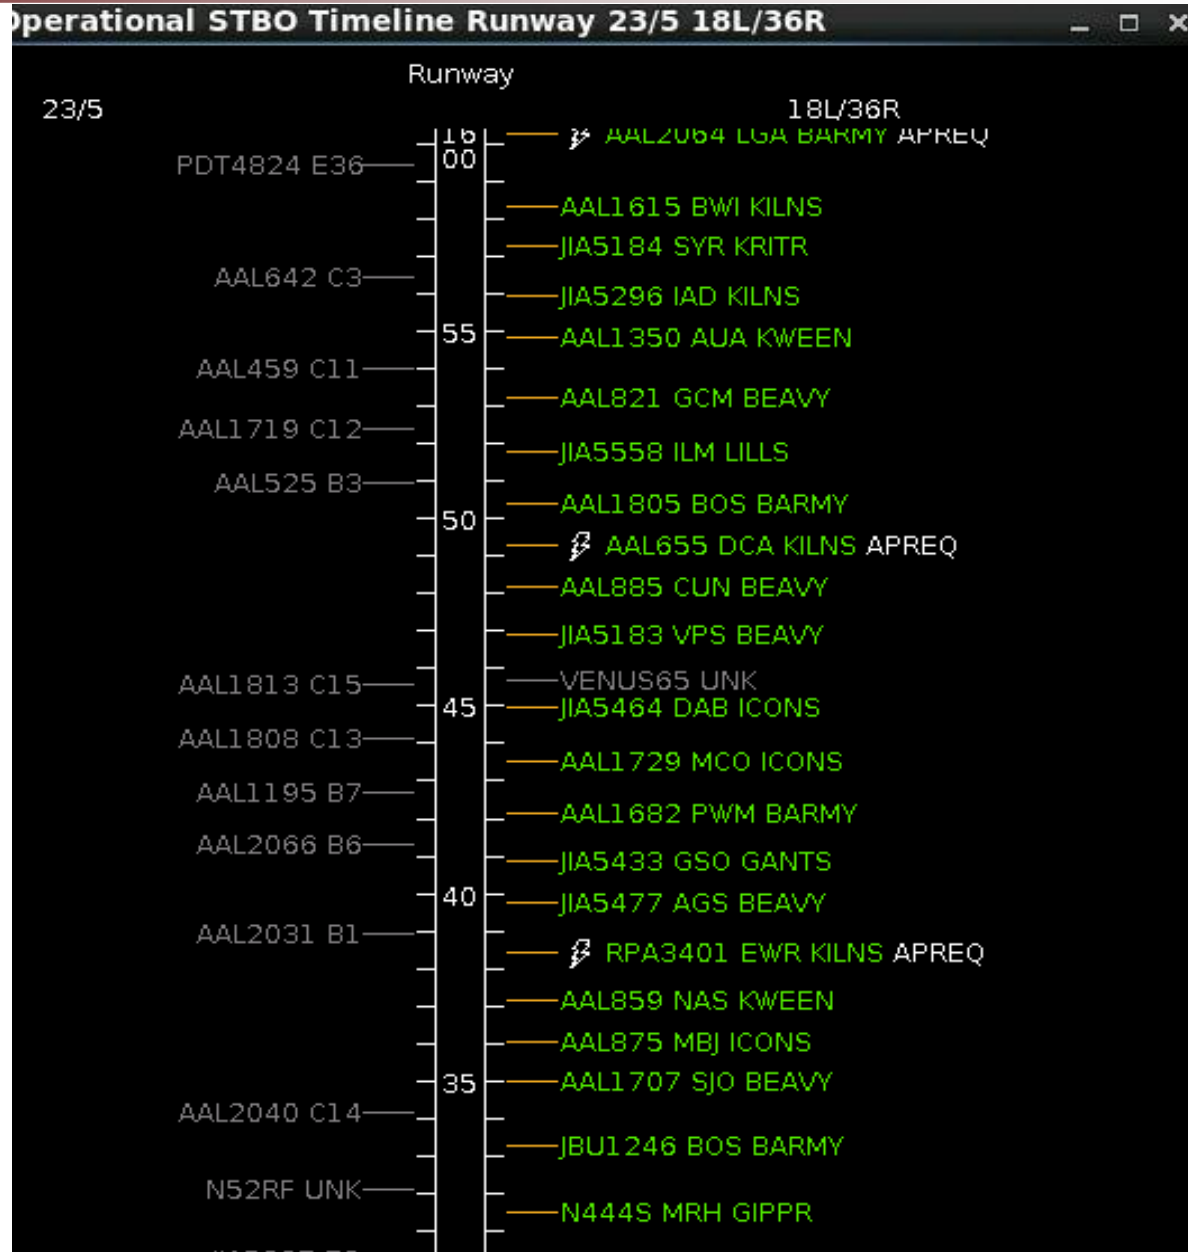 Operational STBO Timeline Runway 23/5 18L/36R
Runway
23/5 18L/36R
16 AAL2064 LGA BARMY APREQ
00
PDT4824 E36
AAL1615 BWI KILNS
JIA5184 SYR KRITR
AAL642 C3
JIA5296 IAD KILNS
55 AAL1350 AUA KWEEN
AAL459 C11
AAL821 GCM BEAVY
AAL1719 C12
JIA5558 ILM LILLS
AAL525 B3
AAL1805 BOS BARMY
50
AAL655 DCA KILNS APREQ
AAL885 CUN BEAVY
JIA5183 VPS BEAVY
AAL1813 C15 VENUS65 UNK
45 JIA5464 DAB ICONS
AAL1808 C13
AAL1729 MCO ICONS
AAL1195 B7
AAL1682 PWM BARMY
AAL2066 B6
JIA5433 GSO GANTS
40 JIA5477 AGS BEAVY
AAL2031 B1
RPA3401 EWR KILNS APREQ
AAL859 NAS KWEEN
AAL875 MBJ ICONS
35 AAL1707 SJO BEAVY
AAL2040 C14
JBU1246 BOS BARMY
N52RF UNK
N444S MRH GIPPR